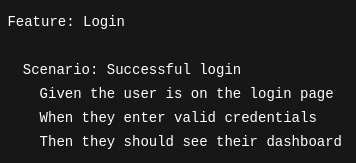 Feature: Login
Scenario: Successful login
Given the user is on the login page
When they enter valid credentials
Then they should see their dashboard